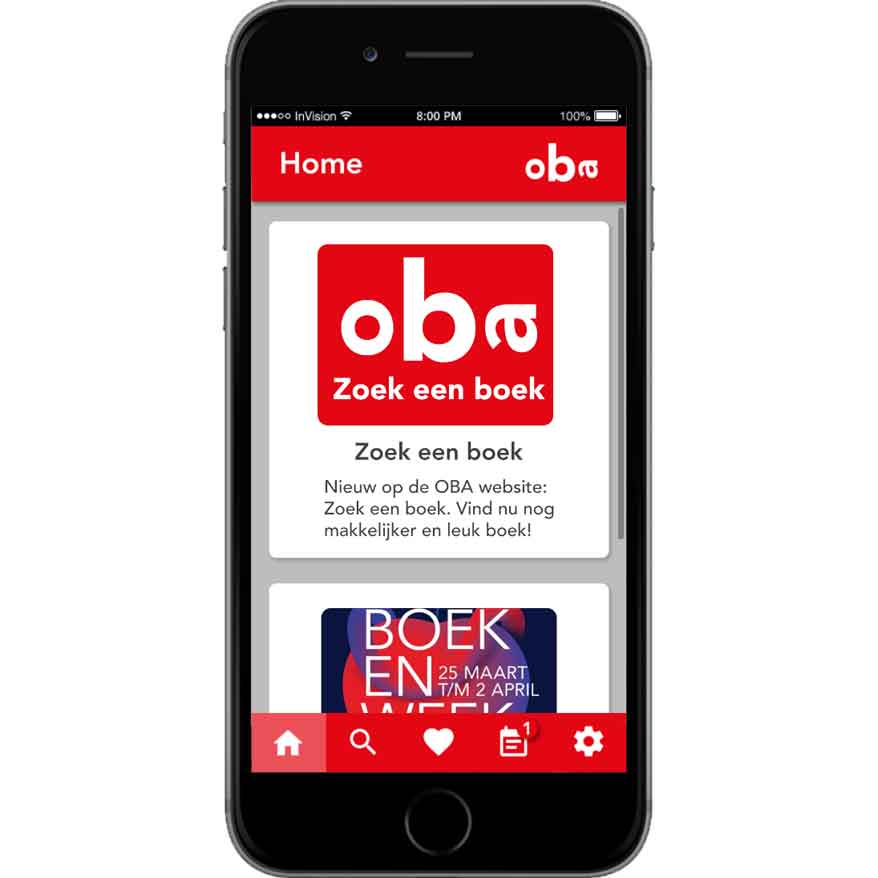 ●●●○○ InVision 8:00 PM 100%
Home oba
oba
Zoek een boek
Zoek een boek
Nieuw op de OBA website:
Zoek een boek. Vind nu nog
makkelijker en leuk boek!
BOEK
EN 25 MAART
T/M 2 APRIL
WEEK
1